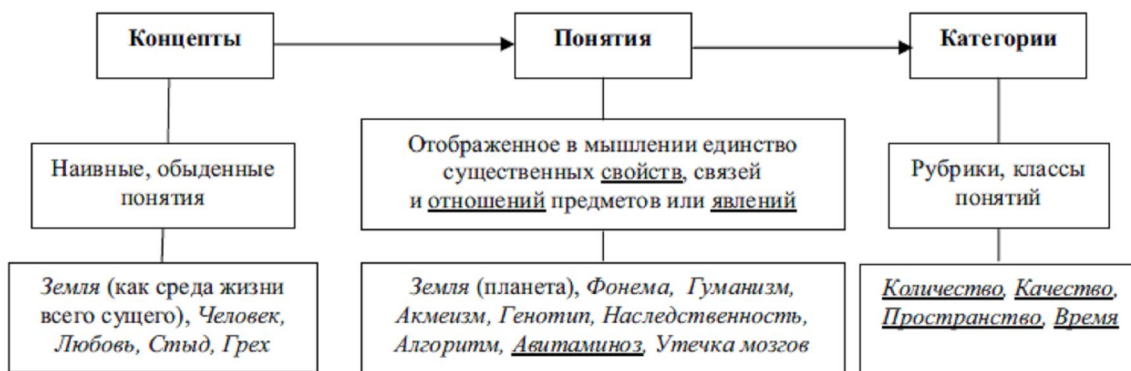 Концепты
Понятия
Категории
Наивные, обыденные
понятия
Отображенное в мышлении единство
существенных свойств, связей
и отношений предметов или явлений
Рубрики, классы
понятий
Земля (как среда жизни
всего сущего), Человек,
Любовь, Стыд, Грех
Земля (планета), Фонема, Гуманизм,
Акмеизм, Генотип, Наследственность,
Алгоритм, Авитаминоз, Утечка мозгов
Количество, Качество,
Пространство, Время